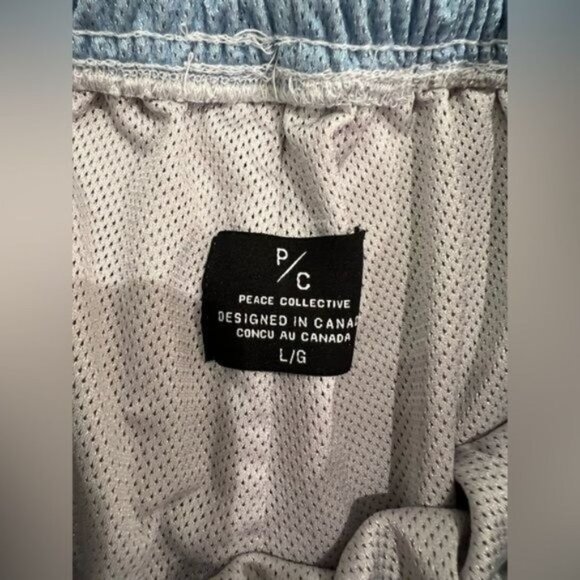 P/C
PEACE COLLECTIVE
DESIGNED IN CANAD
CONCU AU CANADA
L/G